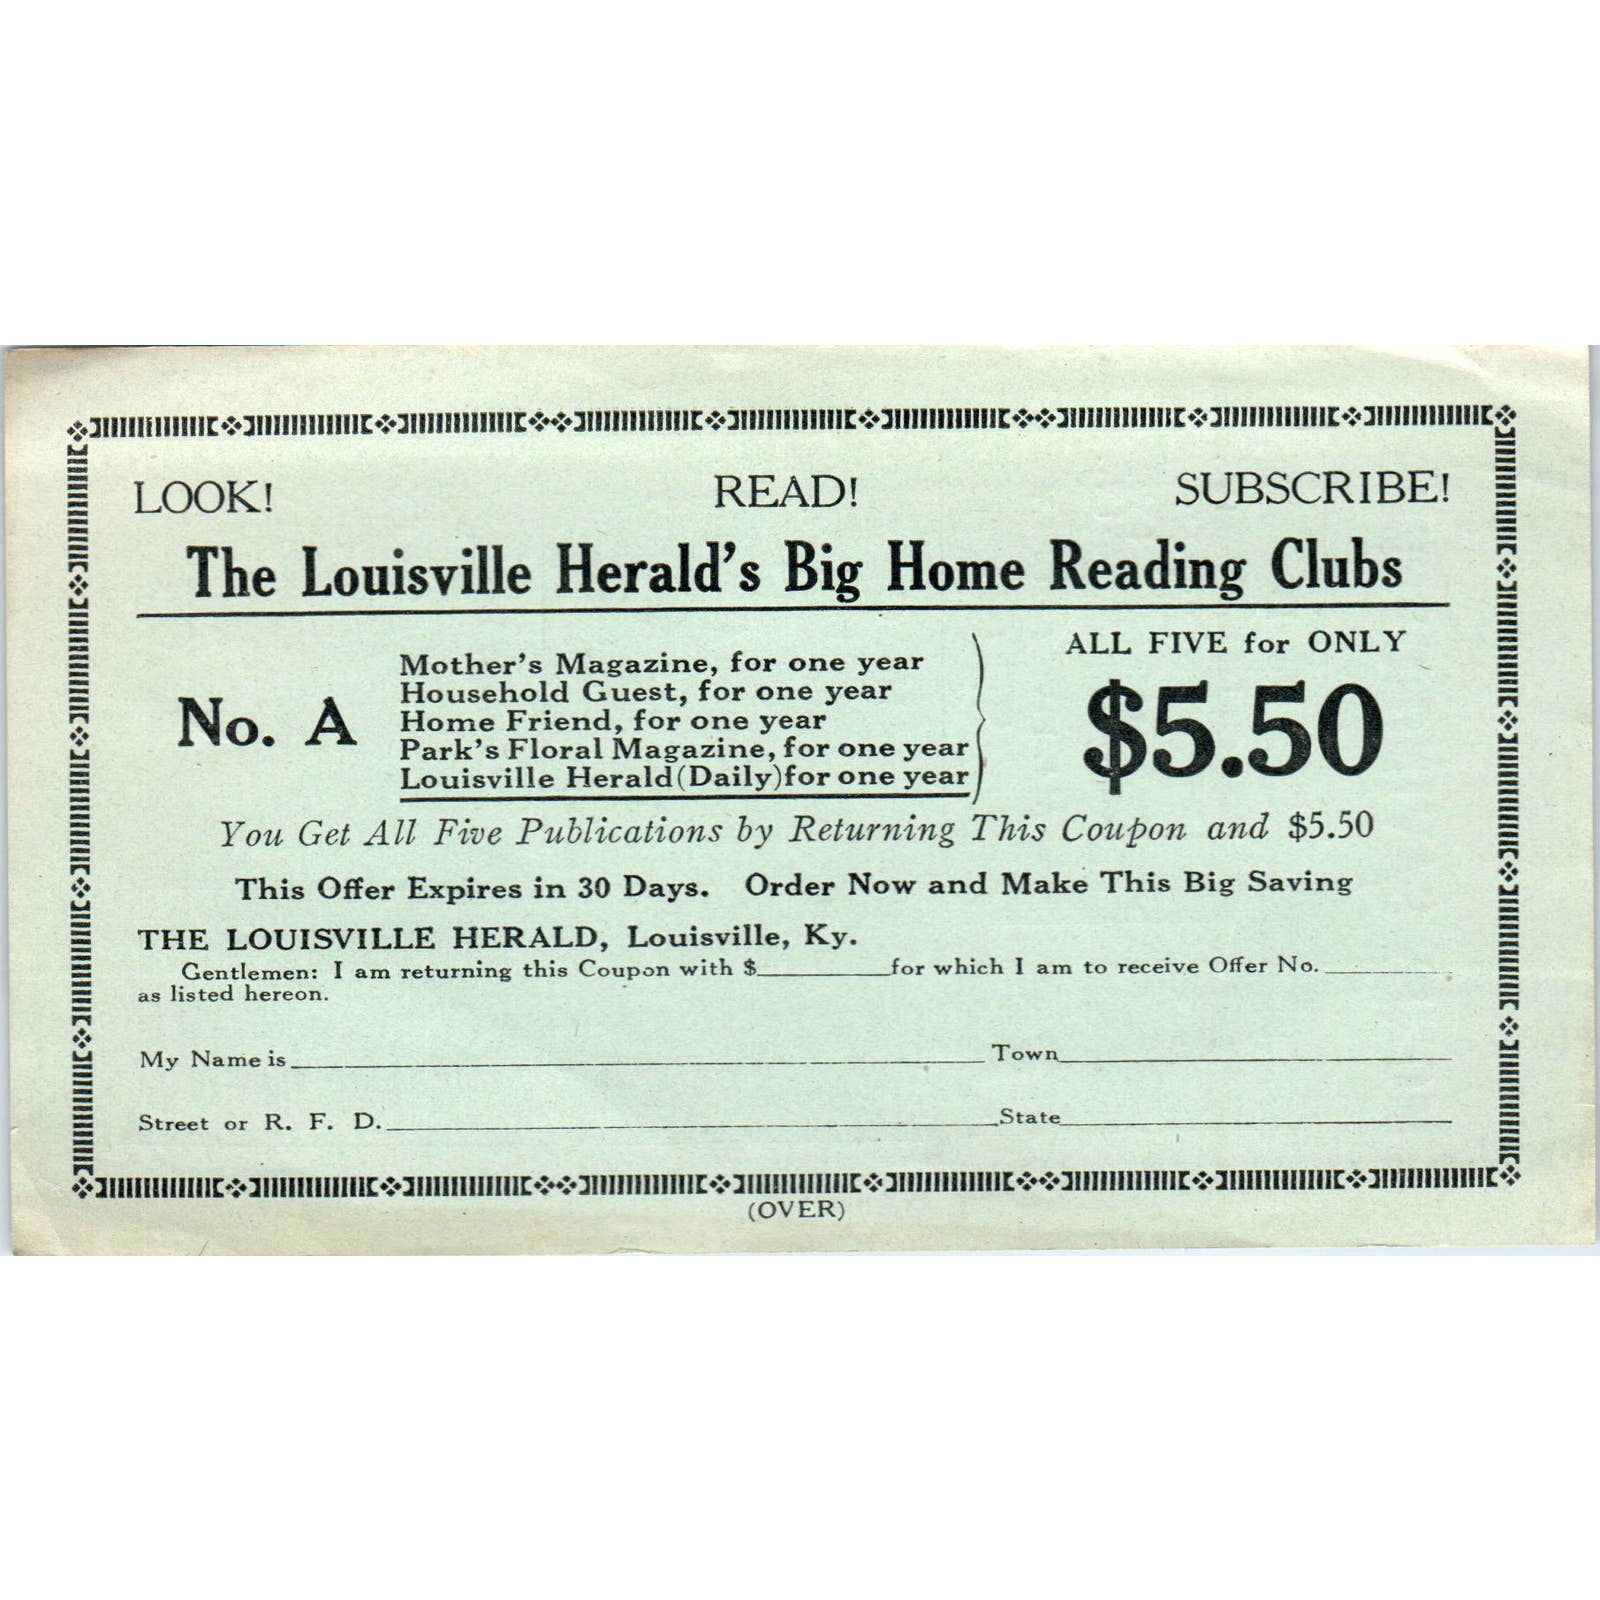 LOOK! READ! SUBSCRIBE!
The Louisville Herald's Big Home Reading Clubs
No. A
Mother's Magazine, for one year
Household Guest, for one year
Home Friend, for one year
Park's Floral Magazine, for one year
Louisville Herald (Daily) for one year
ALL FIVE for ONLY
$5.50
You Get All Five Publications by Returning This Coupon and $5.50
This Offer Expires in 30 Days. Order Now and Make This Big Saving
THE LOUISVILLE HERALD, Louisville, Ky.
Gentlemen: I am returning this Coupon with $ for which I am to receive Offer No.
as listed hereon.
My Name is Town
Street or R. F. D. State
(OVER)